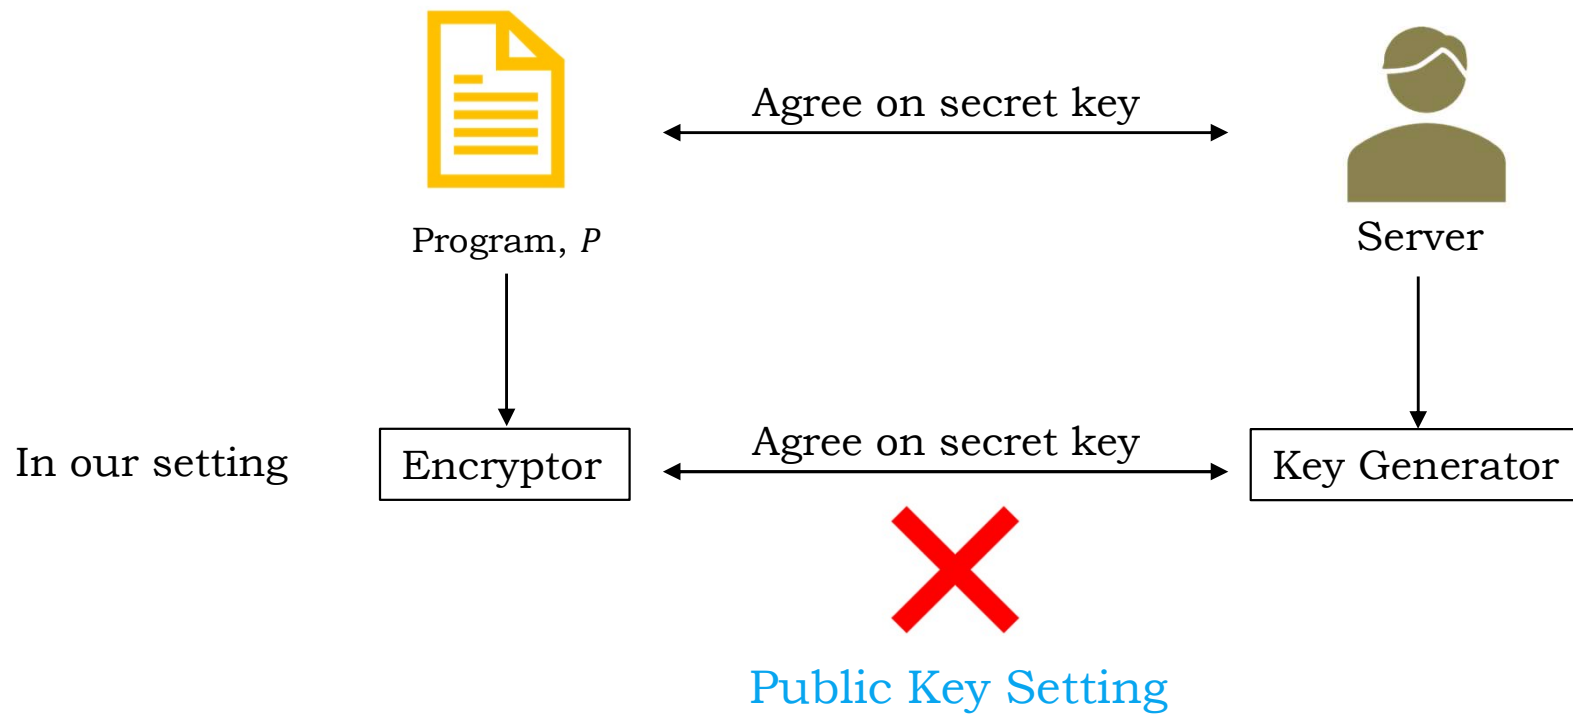 Agree on secret key
Program, P
Server
In our setting
Encryptor
Agree on secret key
Key Generator
Public Key Setting